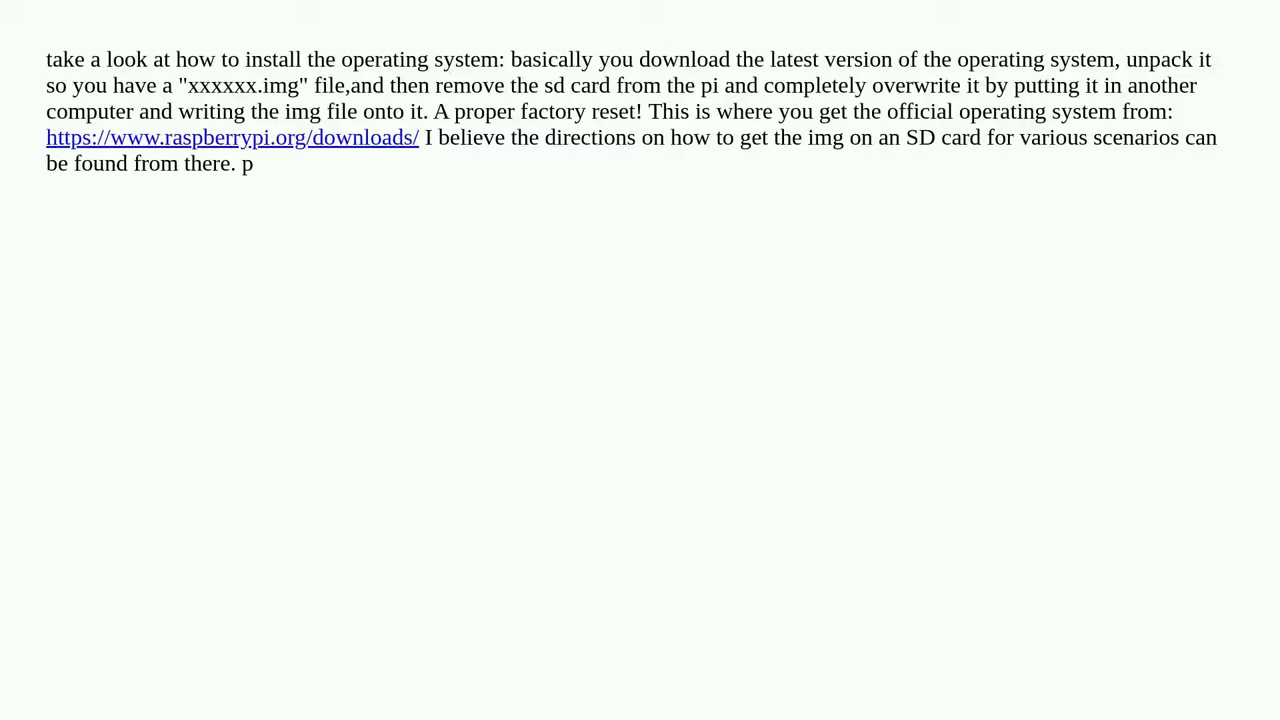 take a look at how to install the operating system: basically you download the latest version of the operating system, unpack it
so you have a "xxxxxx.img" file,and then remove the sd card from the pi and completely overwrite it by putting it in another
computer and writing the img file onto it. A proper factory reset! This is where you get the official operating system from:
https://www.raspberrypi.org/downloads/ I believe the directions on how to get the img on an SD card for various scenarios can
be found from there. p